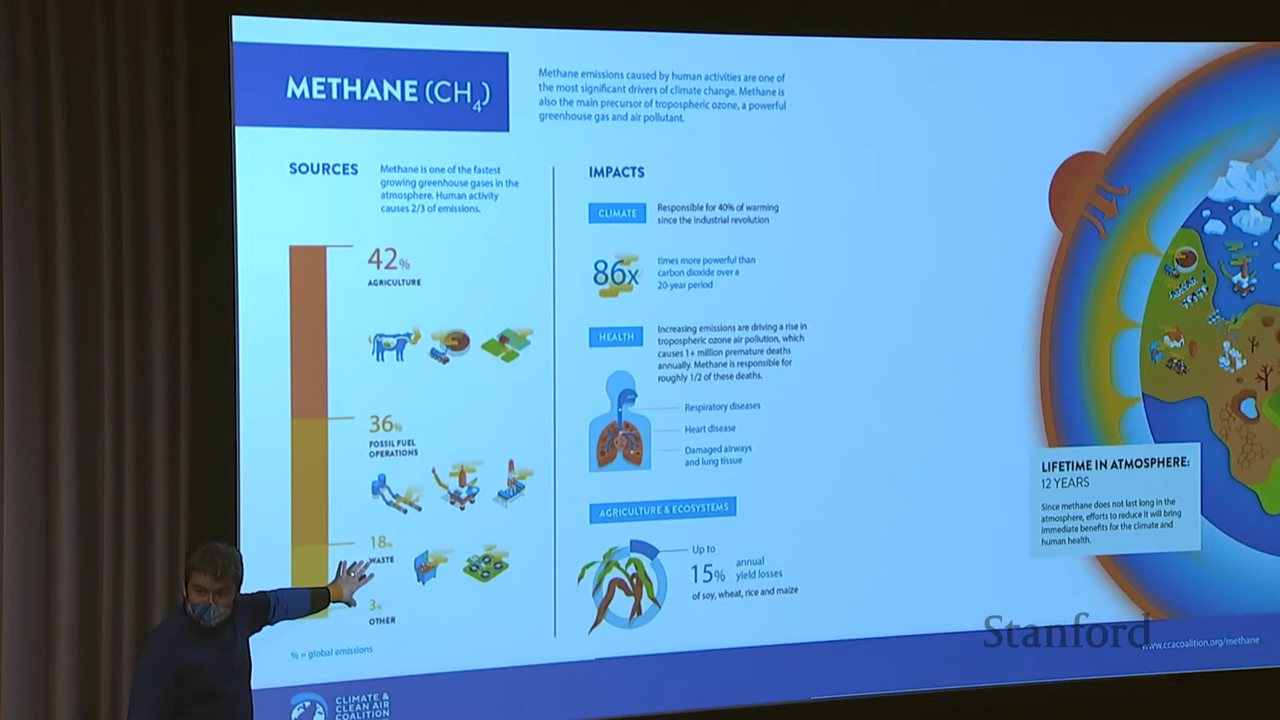 METHANE (CH4)
Methane emissions caused by human activities are one of
the most significant drivers of climate change. Methane is
also the main precursor of tropospheric ozone, a powerful
greenhouse gas and air pollutant.
SOURCES
Methane is one of the fastest
growing greenhouse gases in the
atmosphere. Human activity
causes 2/3 of emissions.
42%
AGRICULTURE
36%
FOSSIL FUEL
OPERATIONS
18%
WASTE
3%
OTHER
% = global emissions
IMPACTS
CLIMATE
Responsible for 40% of warming
since the industrial revolution
86x
times more powerful than
carbon dioxide over a
20-year period
HEALTH
Increasing emissions are driving a rise in
tropospheric ozone air pollution, which
causes 1+ million premature deaths
annually. Methane is responsible for
roughly 1/2 of these deaths.
Respiratory diseases
Heart disease
Damaged airways
and lung tissue
AGRICULTURE & ECOSYSTEMS
Up to
15% annual
yield losses
of soy, wheat, rice and maize
LIFETIME IN ATMOSPHERE:
12 YEARS
Since methane does not last long in the
atmosphere, efforts to reduce it will bring
immediate benefits for the climate and
human health.
Stanford
www.ccacoalition.org/methane
CLIMATE &
CLEAN AIR
COALITION